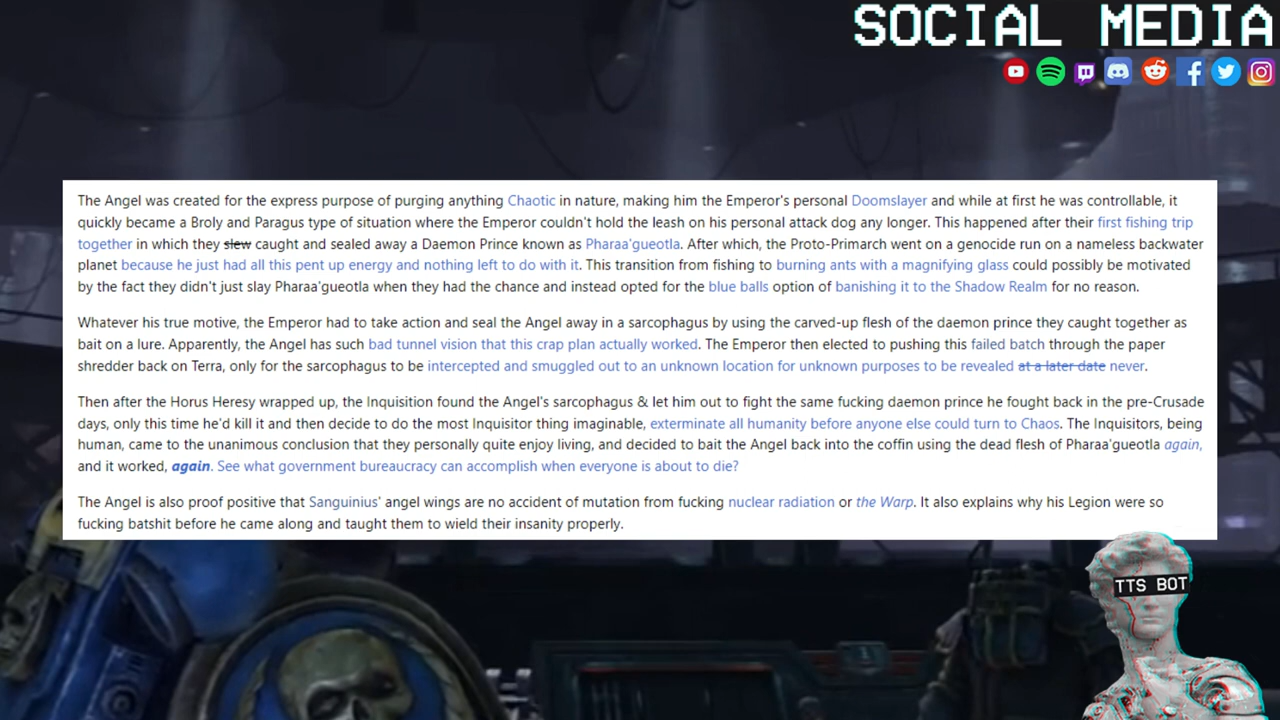 SOCIAL MEDIA
The Angel was created for the express purpose of purging anything Chaotic in nature, making him the Emperor's personal Doomslayer and while at first he was controllable, it
quickly became a Broly and Paragus type of situation where the Emperor couldn't hold the leash on his personal attack dog any longer. This happened after their first fishing trip
together in which they slew caught and sealed away a Daemon Prince known as Pharaa'gueotla. After which, the Proto-Primarch went on a genocide run on a nameless backwater
planet because he just had all this pent up energy and nothing left to do with it. This transition from fishing to burning ants with a magnifying glass could possibly be motivated
by the fact they didn't just slay Pharaa'gueotla when they had the chance and instead opted for the blue balls option of banishing it to the Shadow Realm for no reason.
Whatever his true motive, the Emperor had to take action and seal the Angel away in a sarcophagus by using the carved-up flesh of the daemon prince they caught together as
bait on a lure. Apparently, the Angel has such bad tunnel vision that this crap plan actually worked. The Emperor then elected to pushing this failed batch through the paper
shredder back on Terra, only for the sarcophagus to be intercepted and smuggled out to an unknown location for unknown purposes to be revealed at a later date never.
Then after the Horus Heresy wrapped up, the Inquisition found the Angel's sarcophagus & let him out to fight the same fucking daemon prince he fought back in the pre-Crusade
days, only this time he'd kill it and then decide to do the most Inquisitor thing imaginable, exterminate all humanity before anyone else could turn to Chaos. The Inquisitors, being
human, came to the unanimous conclusion that they personally quite enjoy living, and decided to bait the Angel back into the coffin using the dead flesh of Pharaa'gueotla again,
and it worked, again. See what government bureaucracy can accomplish when everyone is about to die?
The Angel is also proof positive that Sanguinius' angel wings are no accident of mutation from fucking nuclear radiation or the Warp. It also explains why his Legion were so
fucking batshit before he came along and taught them to wield their insanity properly.
TTS BOT